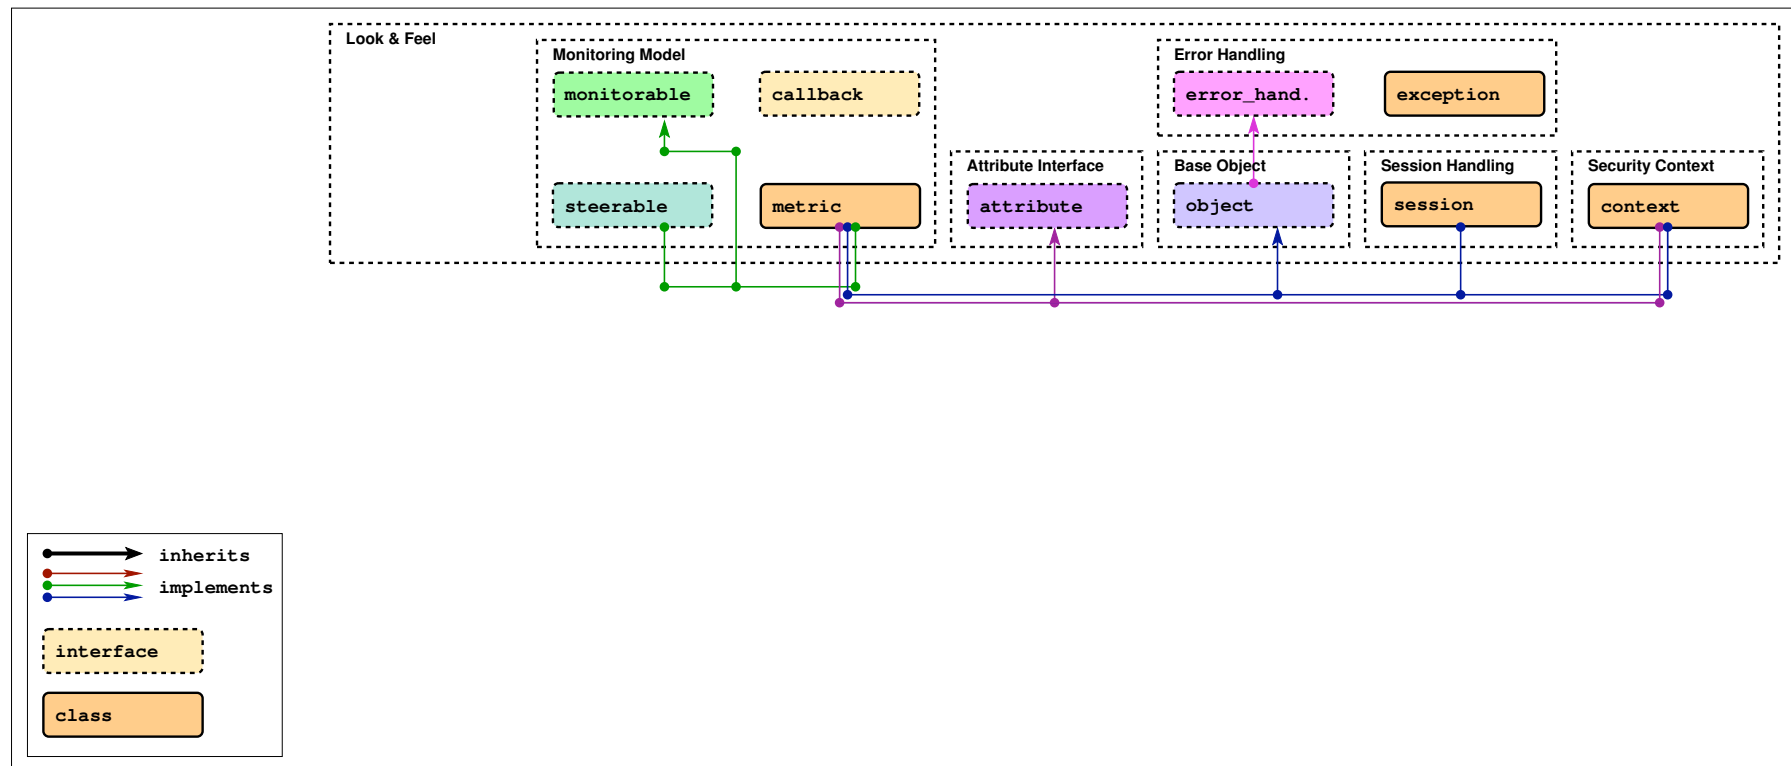 Look & Feel
Monitoring Model
Error Handling
monitorable
callback
error_hand.
exception
Attribute Interface
Base Object
Session Handling
Security Context
steerable
metric
attribute
object
session
context
inherits
implements
interface
class